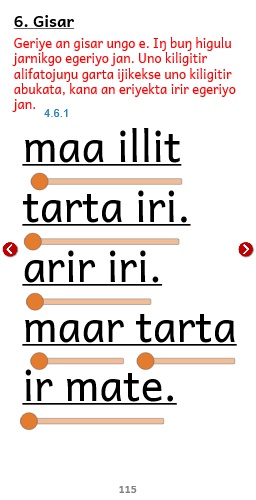 6. Gisar
Geriye an gisar ungo e. Iŋ buŋ higulu
jarnikgo egeriyo jan. Uno kiligitir
alifatojuŋu garta ijikekse uno kiligitir
abukata, kana an eriyekta irir egeriyo
jan.
4.6.1
maa illit
tarta iri.
arir iri.
maar tarta
ir mate.
115